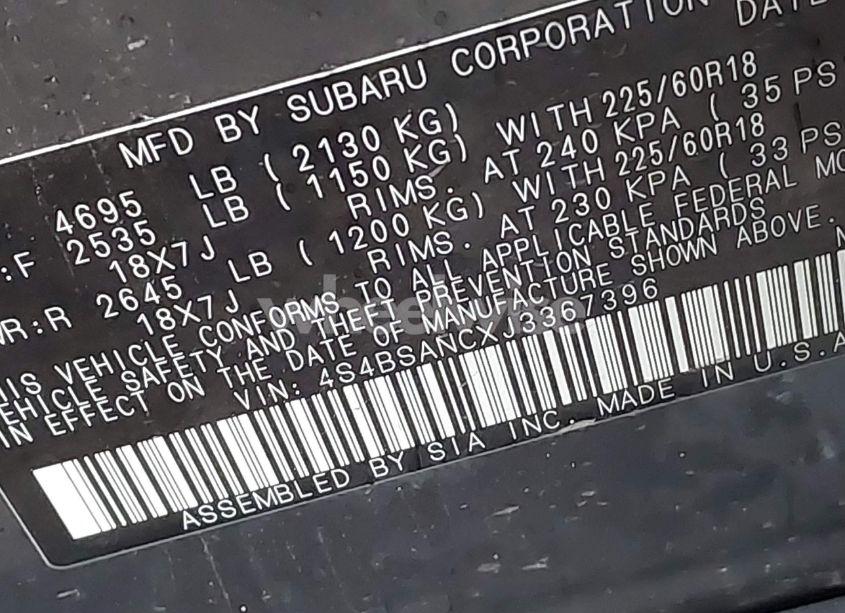 MFD BY SUBARU CORPORATION
4695 LB ( 2130 KG)
:F 2535 LB ( 1150 KG) WITH 225/60R18
18X7J RIMS. AT 240 KPA ( 35 PS
R:R 2645 LB ( 1200 KG) WITH 225/60R18
18X7J RIMS. AT 230 KPA ( 33 PS
HIS VEHICLE CONFORMS TO ALL APPLICABLE FEDERAL MO
EHICLE SAFETY AND THEFT PREVENTION STANDARDS
IN EFFECT ON THE DATE OF MANUFACTURE SHOWN ABOVE.
VIN: 4S4BSANCXJ3367396
ASSEMBLED BY SIA INC. MADE IN U.S.A